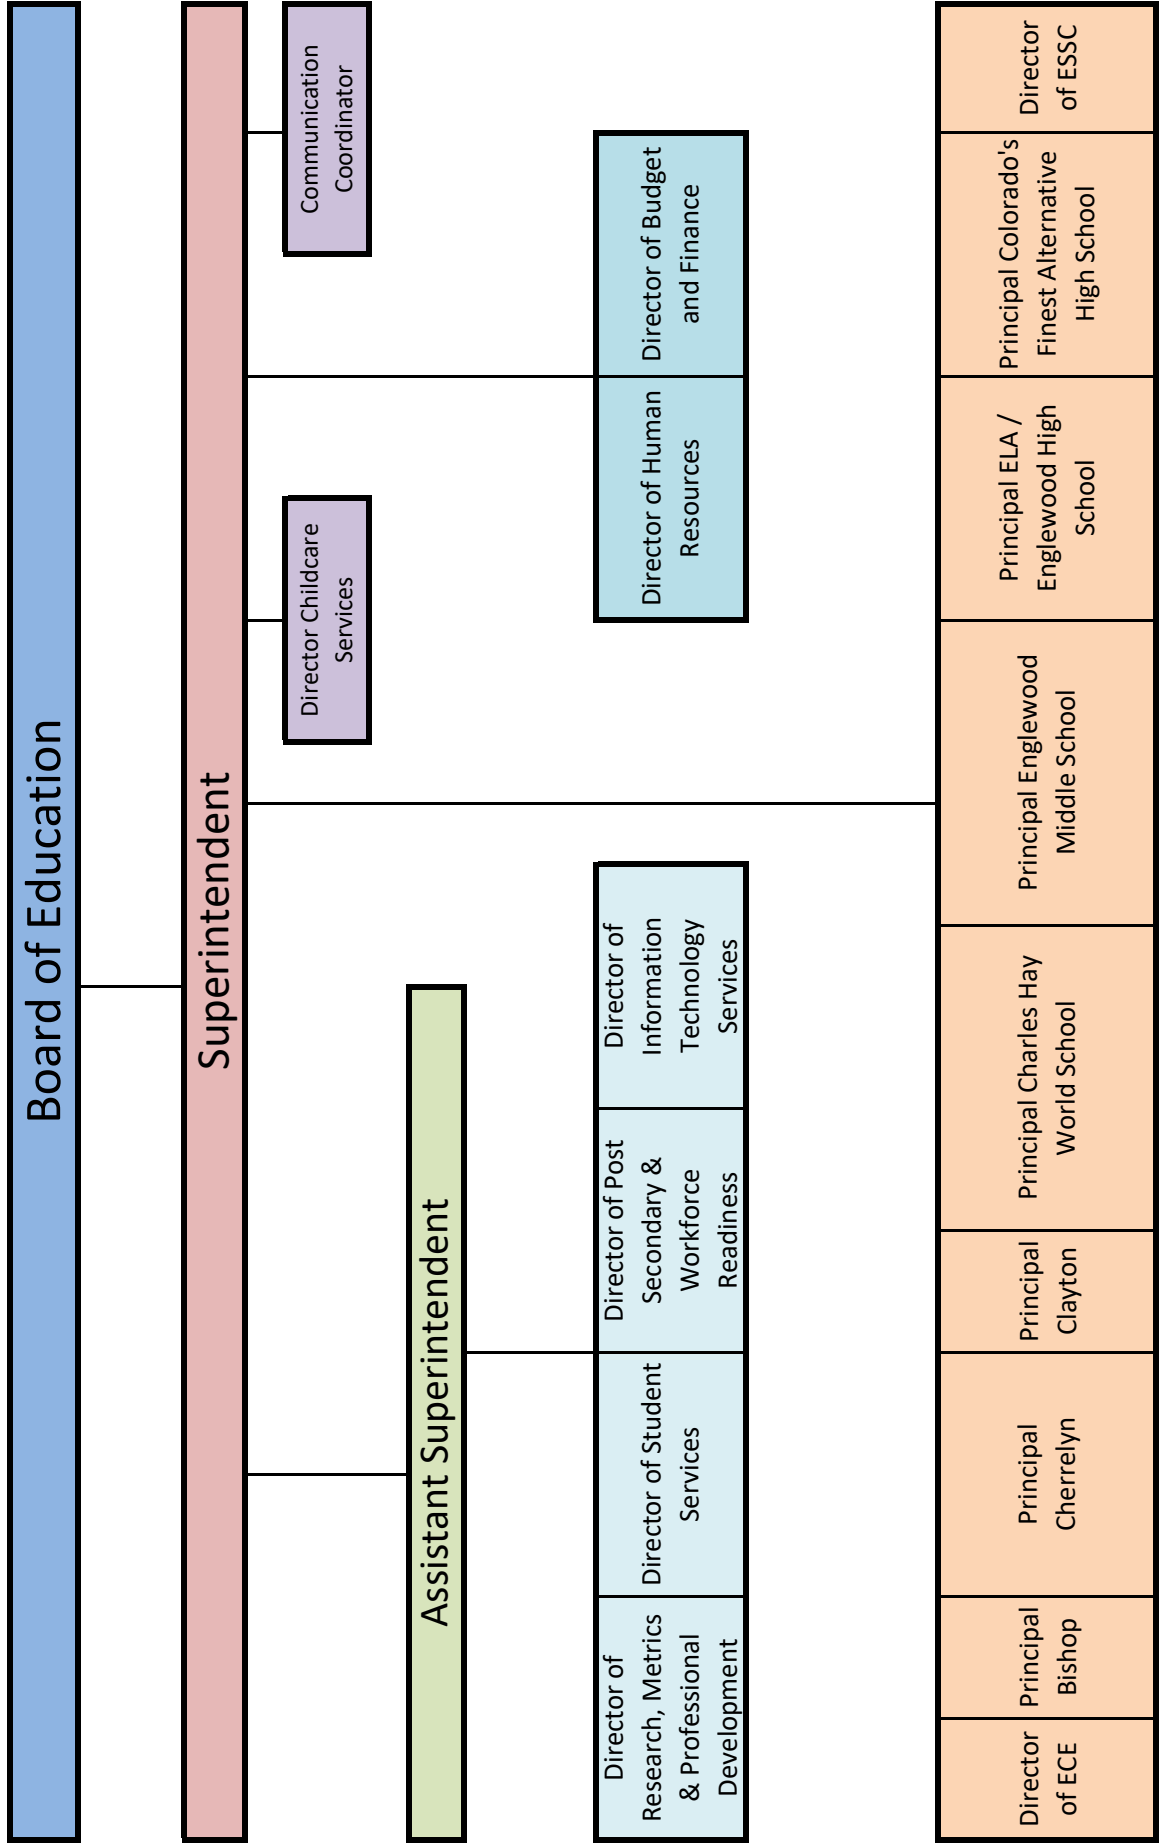 Board of Education
Superintendent
Director Childcare
Services
Communication
Coordinator
Assistant Superintendent
Director of
Research, Metrics
& Professional
Development
Director of Student
Services
Director of Post
Secondary &
Workforce
Readiness
Director of
Information
Technology
Services
Director of Human
Resources
Director of Budget
and Finance
Director
of ECE
Principal
Bishop
Principal
Cherrelyn
Principal
Clayton
Principal Charles Hay
World School
Principal Englewood
Middle School
Principal ELA /
Englewood High
School
Principal Colorado's
Finest Alternative
High School
Director
of ESSC